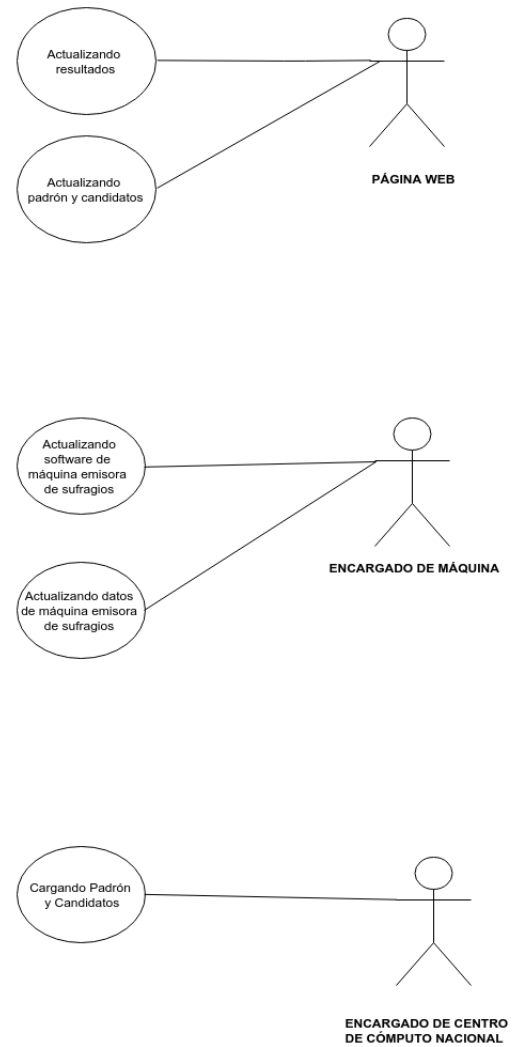 Actualizando
resultados
Actualizando
padrón y candidatos
PÁGINA WEB
Actualizando
software de
máquina emisora
de sufragios
ENCARGADO DE MÁQUINA
Actualizando datos
de máquina emisora
de sufragios
Cargando Padrón
y Candidatos
ENCARGADO DE CENTRO
DE CÓMPUTO NACIONAL